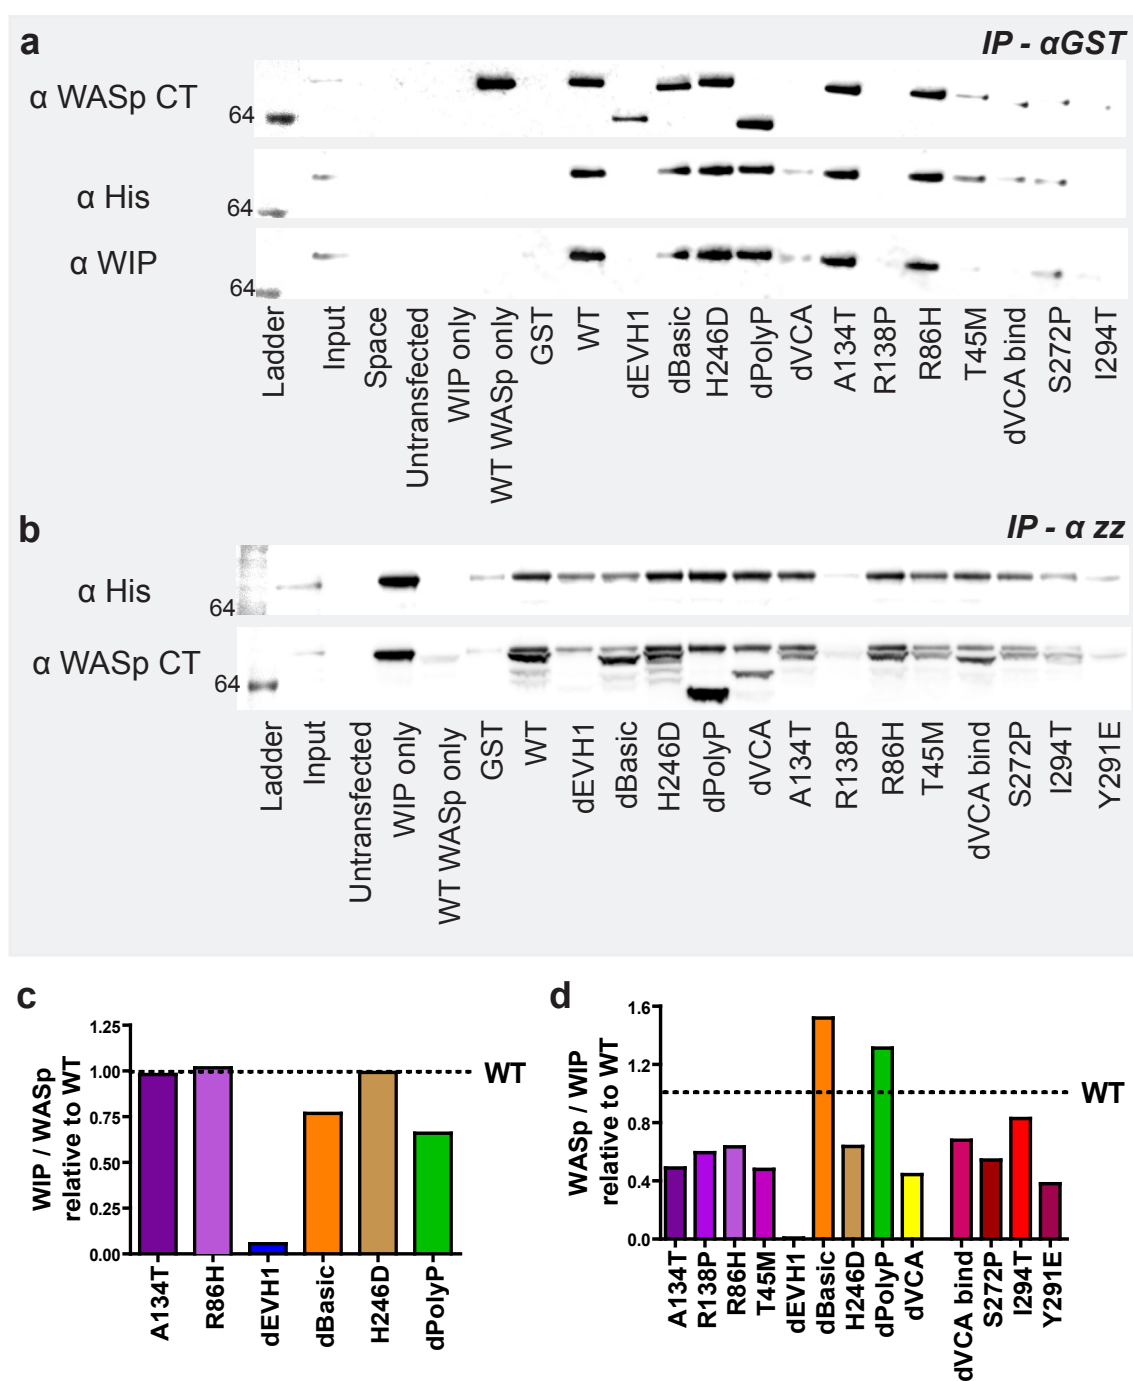 a
IP - αGST
α WASp CT
64
α His
64
α WIP
64
Ladder
Input
Space
Untransfected
WIP only
WT WASp only
GST
WT
dEVH1
dBasic
H246D
dPolyP
dVCA
A134T
R138P
R86H
T45M
dVCA bind
S272P
I294T
b
IP - α zz
α His
64
α WASp CT
64
Ladder
Input
Untransfected
WIP only
WT WASp only
GST
WT
dEVH1
dBasic
H246D
dPolyP
dVCA
A134T
R138P
R86H
T45M
dVCA bind
S272P
I294T
Y291E
c
WIP / WASp
relative to WT
1.25
1.00
0.75
0.50
0.25
0.00
WT
A134T
R86H
dEVH1
dBasic
H246D
dPolyP
d
WASp / WIP
relative to WT
1.6
1.2
0.8
0.4
0.0
WT
A134T
R138P
R86H
T45M
dEVH1
dBasic
H246D
dPolyP
dVCA
dVCA bind
S272P
I294T
Y291E